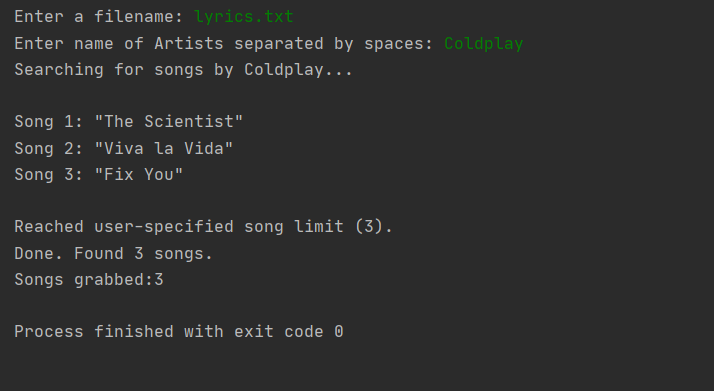 Enter a filename: lyrics.txt
Enter name of Artists separated by spaces: Coldplay
Searching for songs by Coldplay...
Song 1: "The Scientist"
Song 2: "Viva la Vida"
Song 3: "Fix You"
Reached user-specified song limit (3).
Done. Found 3 songs.
Songs grabbed:3
Process finished with exit code 0